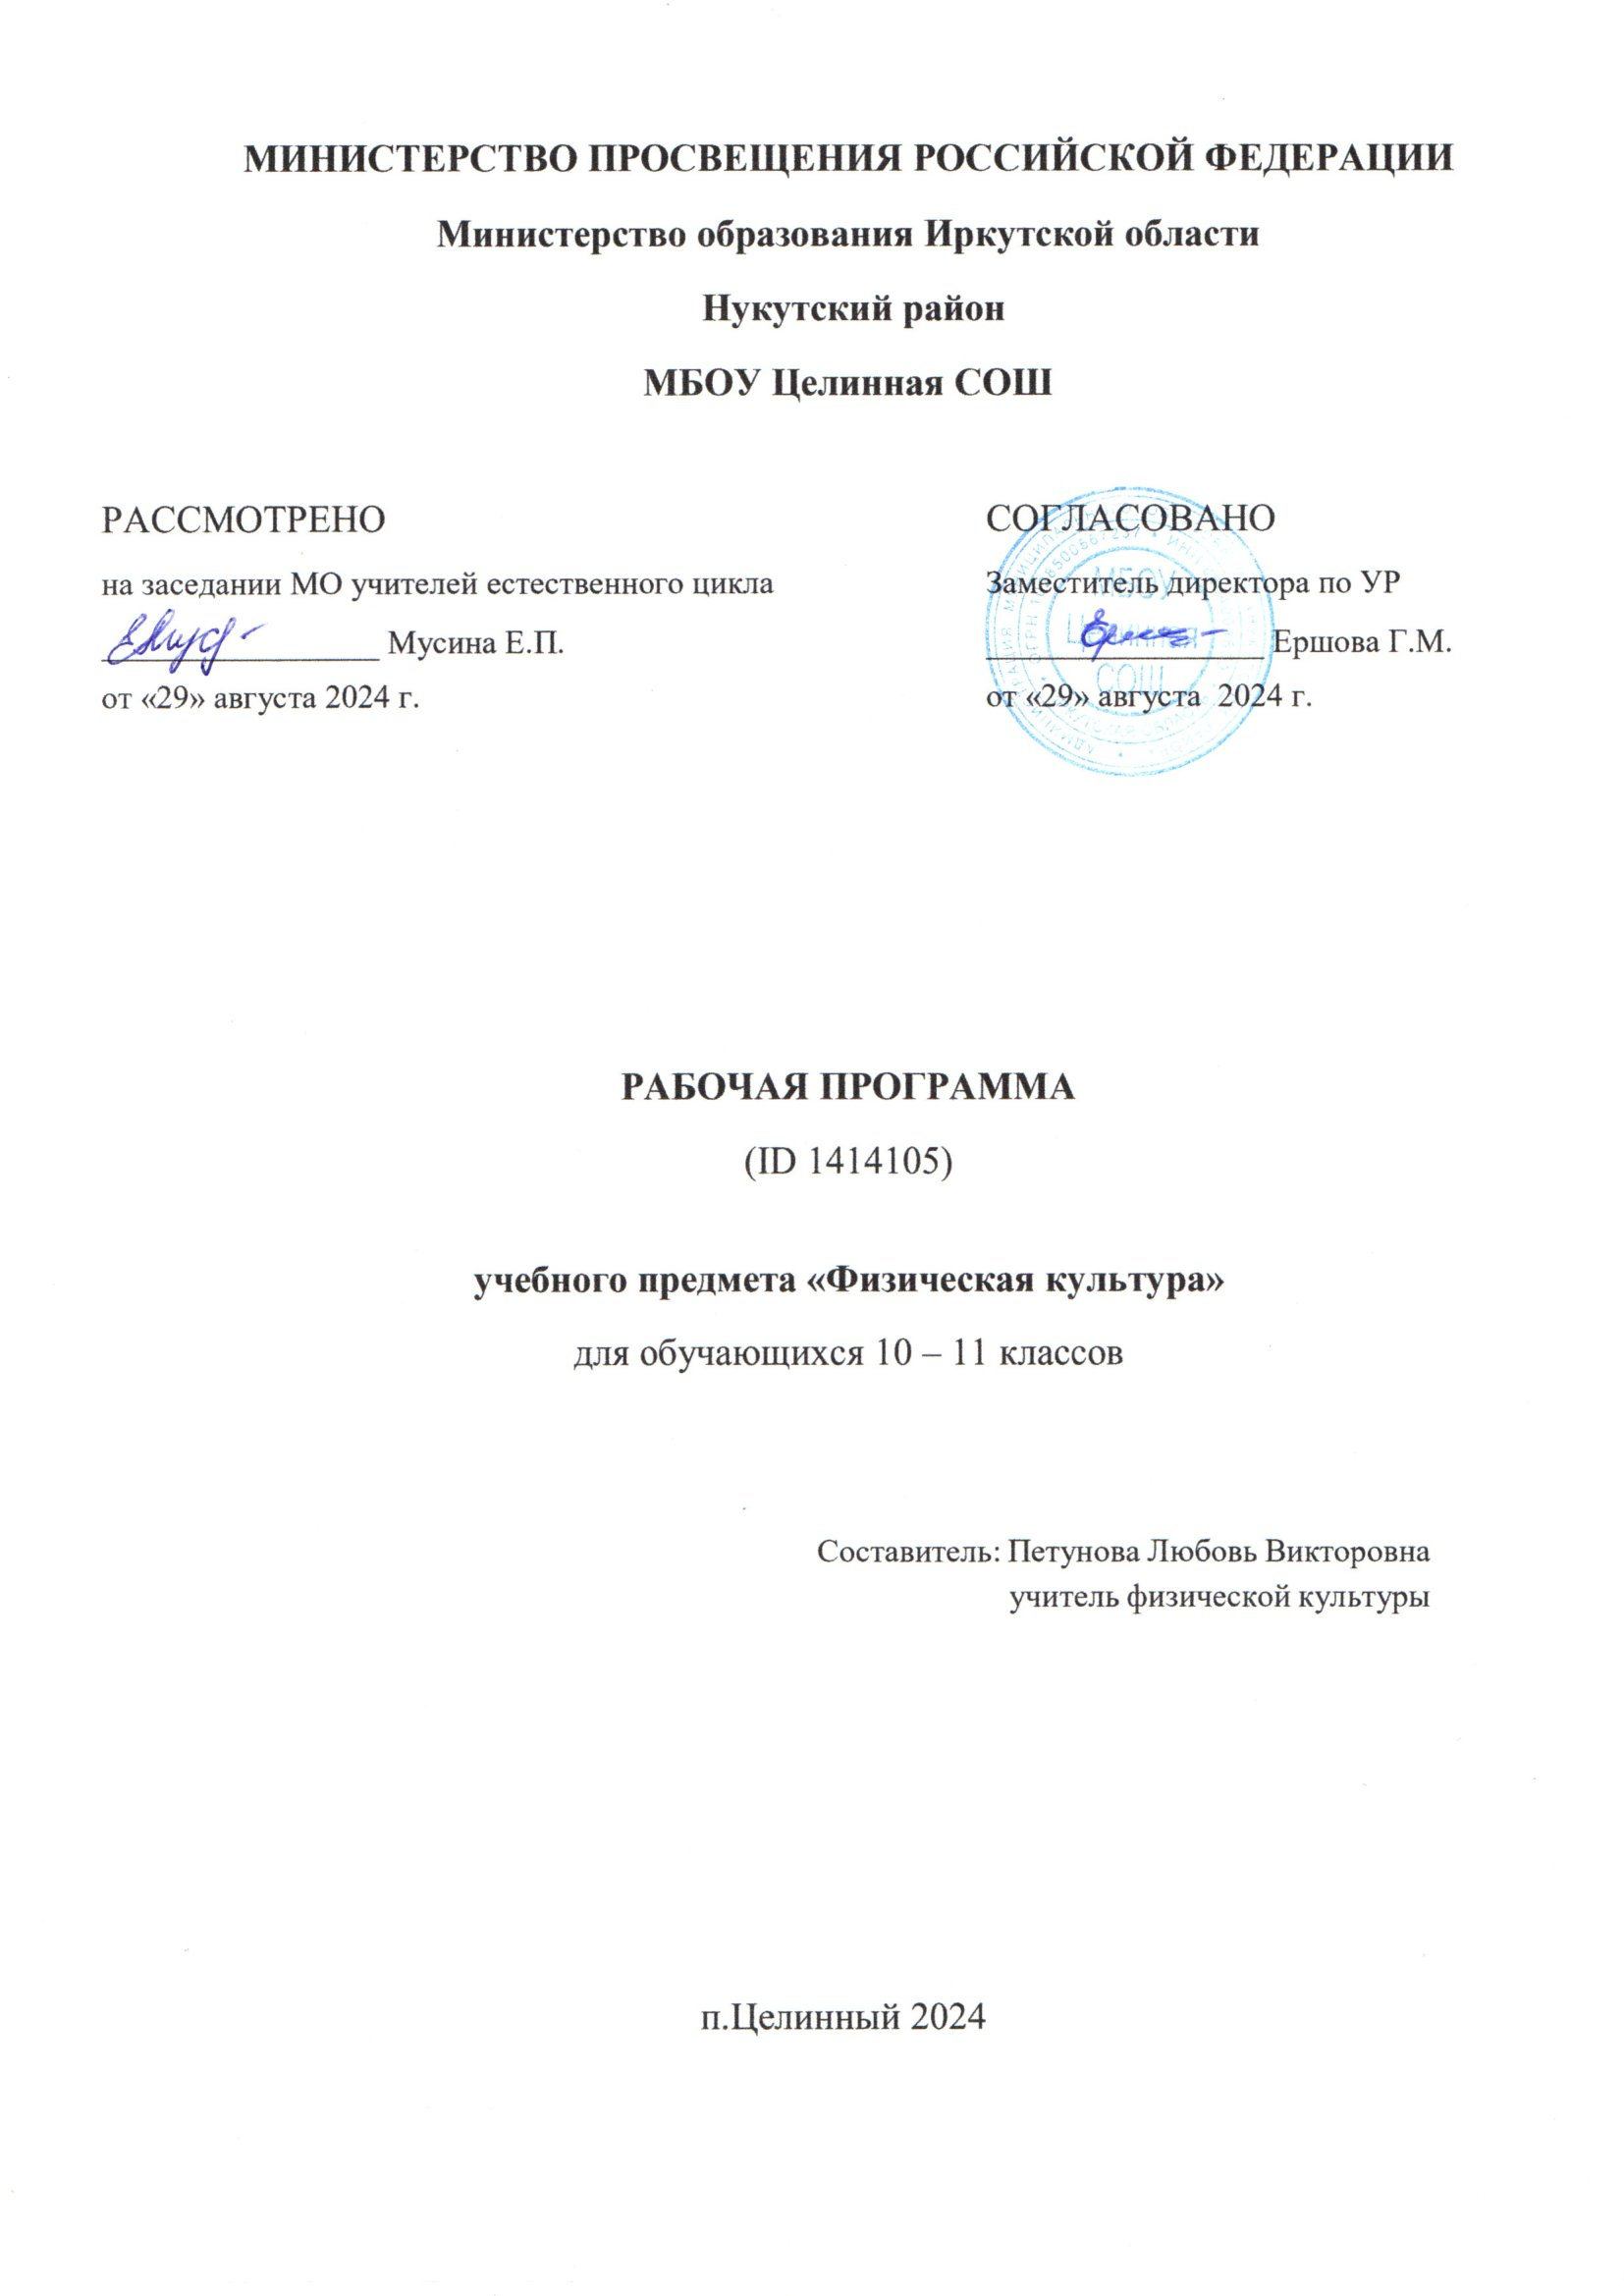 МИНИСТЕРСТВО ПРОСВЕЩЕНИЯ РОССИЙСКОЙ ФЕДЕРАЦИИ
Министерство образования Иркутской области
Нукутский район
МБОУ Целинная СОШ
РАССМОТРЕНО
на заседании МО учителей естественного цикла
Мусина Е.П.
от «29» августа 2024 г.
СОГЛАСОВАНО
Заместитель директора по УР
Ершова Г.М.
от «29» августа 2024 г.
МБОУ
Целинная
СОШ
РАБОЧАЯ ПРОГРАММА
(ID 1414105)
учебного предмета «Физическая культура»
для обучающихся 10 – 11 классов
Составитель: Петунова Любовь Викторовна
учитель физической культуры
п.Целинный 2024